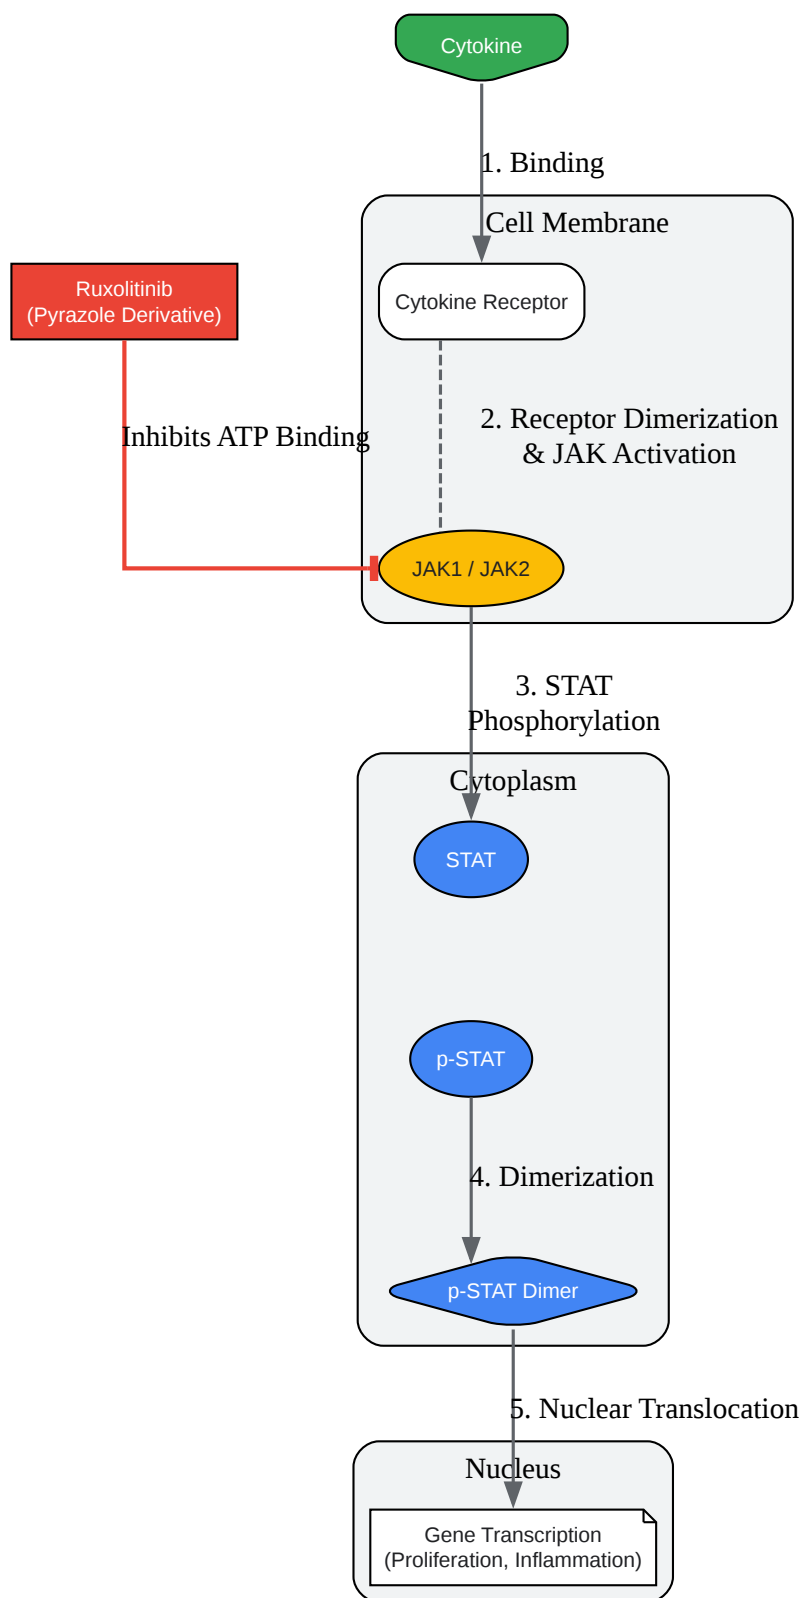 Cytokine
1. Binding
Cell Membrane
Ruxolitinib
(Pyrazole Derivative)
Cytokine Receptor
Inhibits ATP Binding
2. Receptor Dimerization
& JAK Activation
JAK1 / JAK2
3. STAT
Phosphorylation
Cytoplasm
STAT
p-STAT
4. Dimerization
p-STAT Dimer
5. Nuclear Translocation
Nucleus
Gene Transcription
(Proliferation, Inflammation)